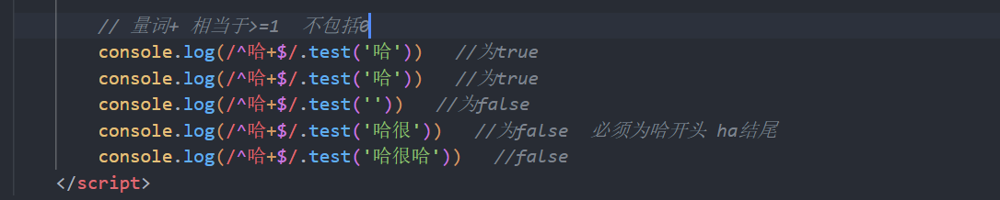 // 量词+ 相当于>=1  不包括0
console.log(/^哈+$/.test('哈'))   //为true
console.log(/^哈+$/.test('哈'))   //为true
console.log(/^哈+$/.test(''))   //为false
console.log(/^哈+$/.test('哈很'))   //为false  必须为哈开头 ha结尾
console.log(/^哈+$/.test('哈很哈'))   //false
</script>